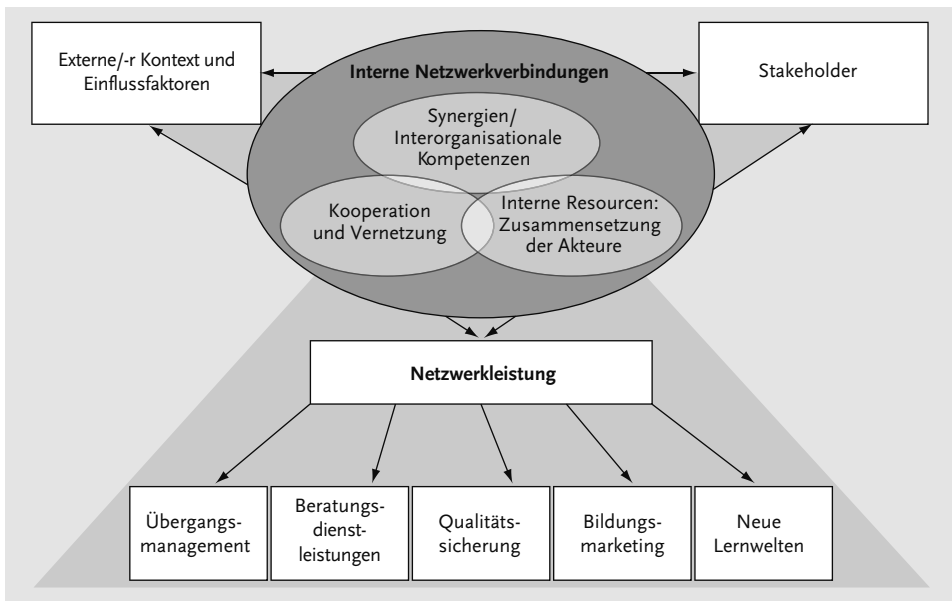 Externe/-r Kontext und
Einflussfaktoren
Interne Netzwerkverbindungen
Stakeholder
Synergien/
Interorganisationale
Kompetenzen
Kooperation
und Vernetzung
Interne Resourcen:
Zusammensetzung
der Akteure
Netzwerkleistung
Übergangs-
management
Beratungs-
dienst-
leistungen
Qualitäts-
sicherung
Bildungs-
marketing
Neue
Lernwelten